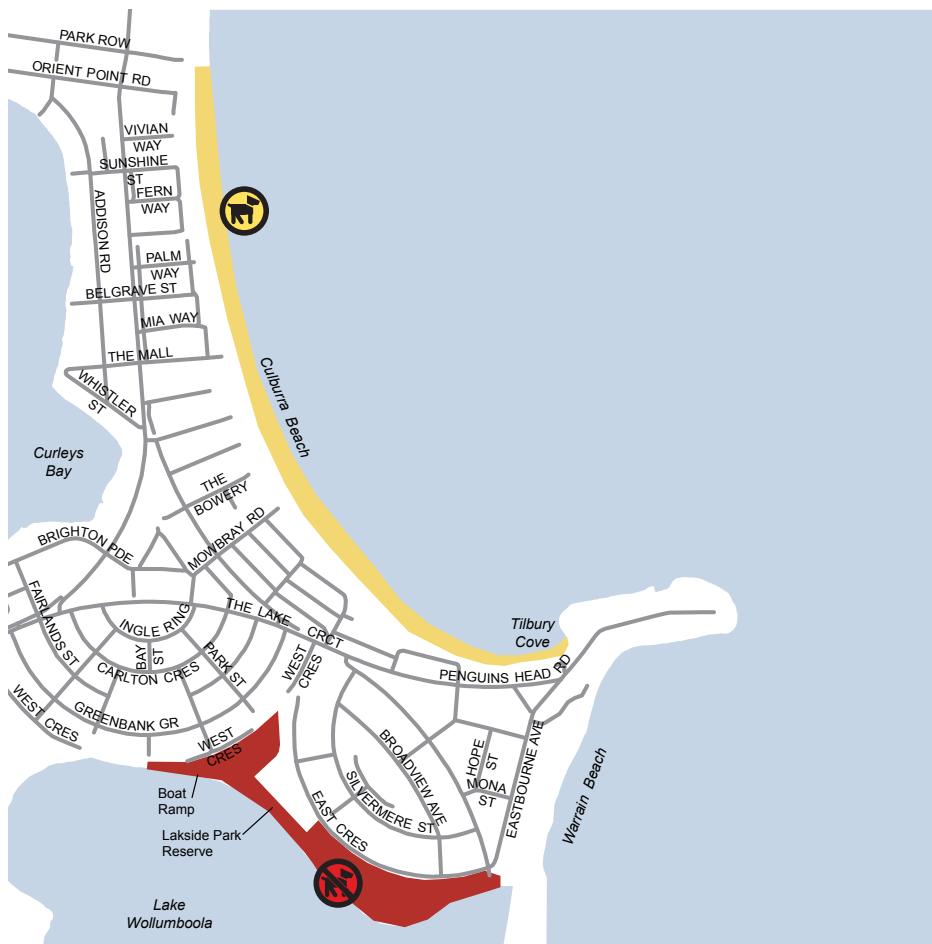 PARK ROW
ORIENT POINT RD
VIVIAN
WAY
SUNSHINE
ST
FERN
WAY
ADDISON RD
PALM
WAY
BELGRAVE ST
MIA WAY
THE MALL
WHISTLER
ST
Culburra Beach
Curleys
Bay
THE
BOWERY
MOWBRAY RD
BRIGHTON PDE
FAIRLANDS ST
INGLE RING
THE LAKE
CRCT
Tilbury
Cove
BAY
ST
PARK ST
CARLTON CRES
WEST
CRES
PENGUINS HEAD RD
WEST CRES
GREENBANK GR
WEST
CRES
BROADVIEW AVE
HOPE
ST
MONA
ST
EASTBOURNE AVE
Warrain Beach
SILVERMERE ST
EAST CRES
Boat
Ramp
Lakside Park
Reserve
Lake
Wollumboola